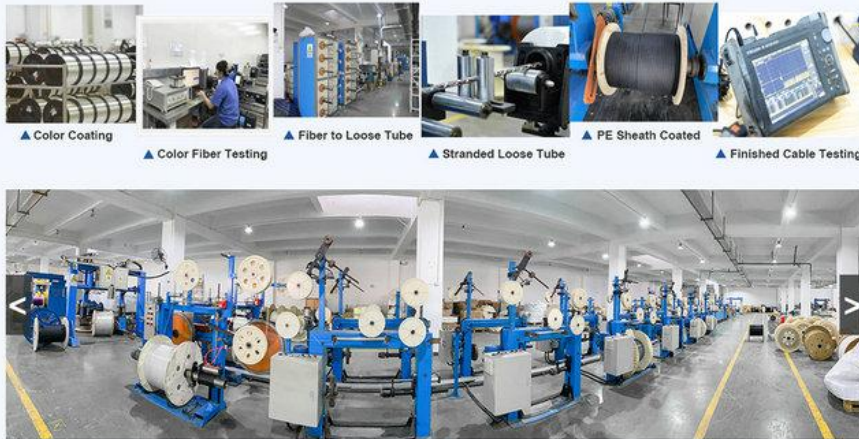 ▲ Color Coating
▲ Color Fiber Testing
▲ Fiber to Loose Tube
▲ Stranded Loose Tube
▲ PE Sheath Coated
▲ Finished Cable Testing
<
>